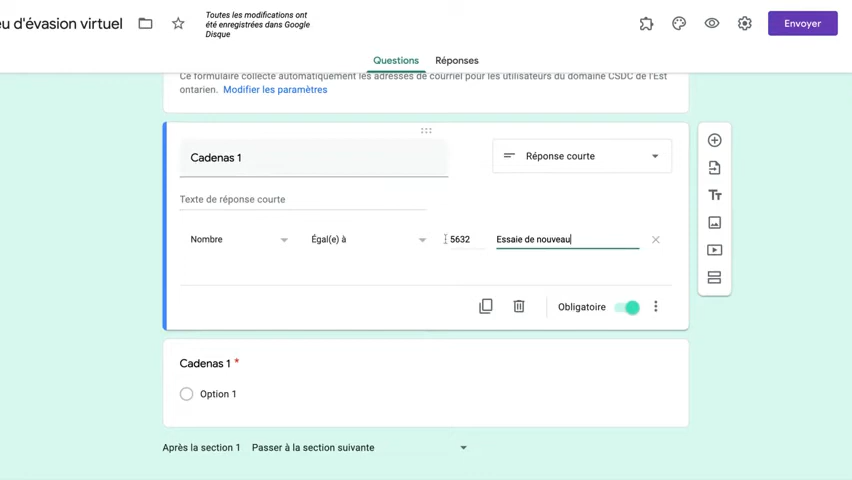 eu d'évasion virtuel
Toutes les modifications ont
été enregistrées dans Google
Disque
Envoyer
Questions
Réponses
Ce formulaire collecte automatiquement les adresses de courriel pour les utilisateurs du domaine CSDC de l'Est
ontarien. Modifier les paramètres
Cadenas 1
Réponse courte
Texte de réponse courte
Nombre
Égal(e) à
5632
Essaie de nouveau
Obligatoire
Cadenas 1 *
Option 1
Après la section 1 Passer à la section suivante
Tт